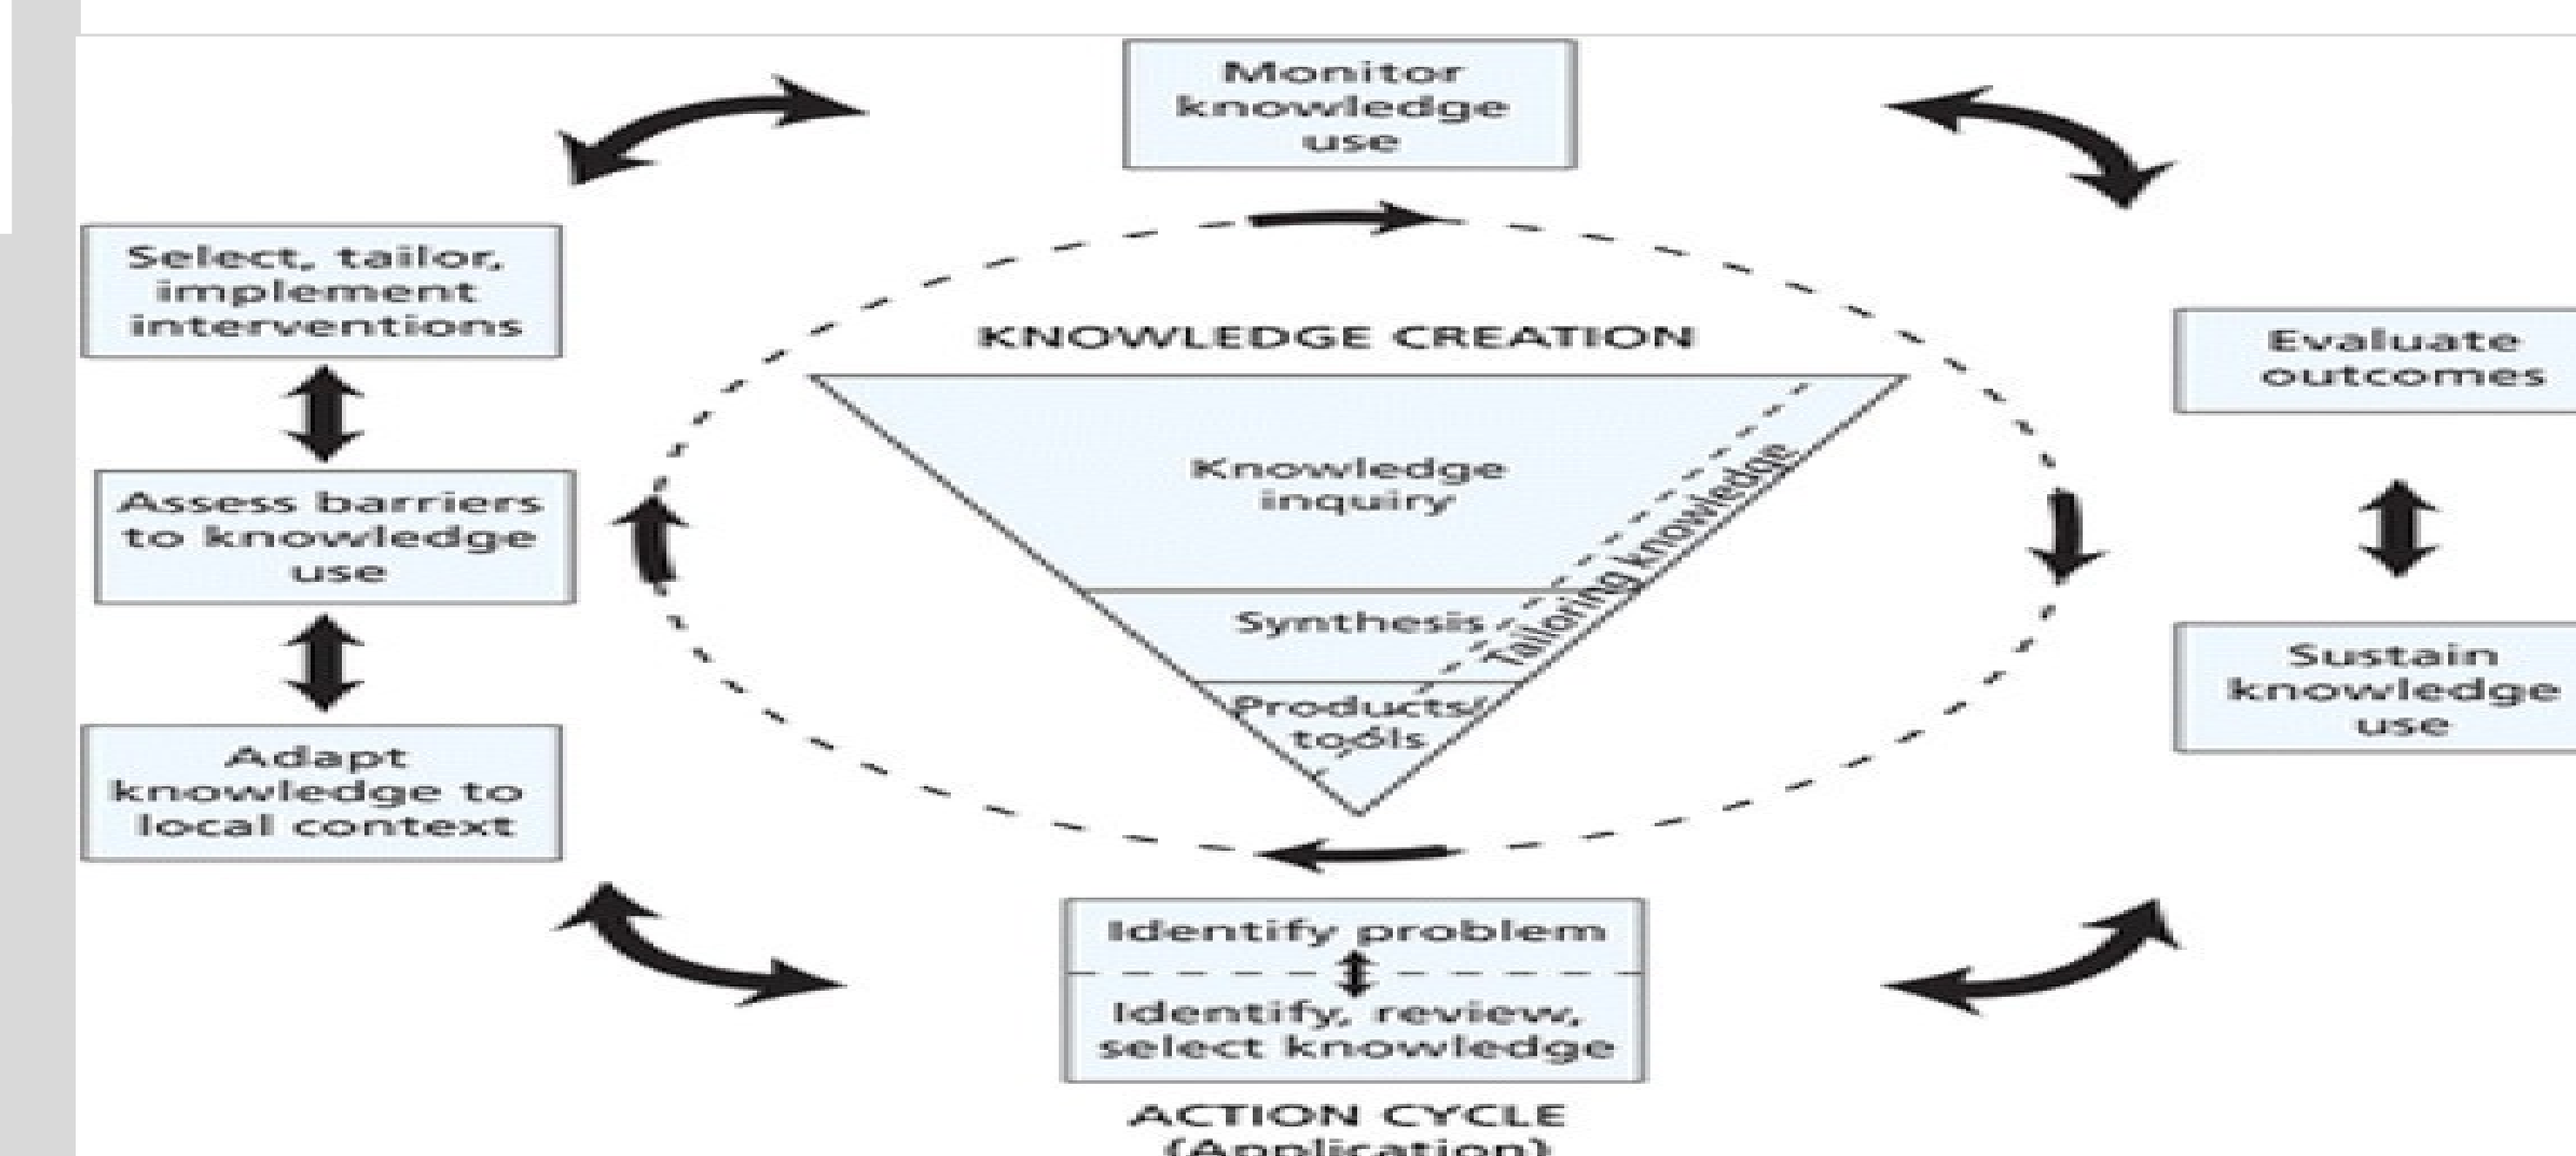 Monitor
knowledge
use
Select, tailor,
implement
interventions
KNOWLEDGE CREATION
Evaluate
outcomes
Knowledge
inquiry
Tailoring knowledge
Assess barriers
to knowledge
use
Synthesis
Sustain
knowledge
use
Products/
tools
Adapt
knowledge to
local context
Identify problem
Identify, review,
select knowledge
ACTION CYCLE
(Application)